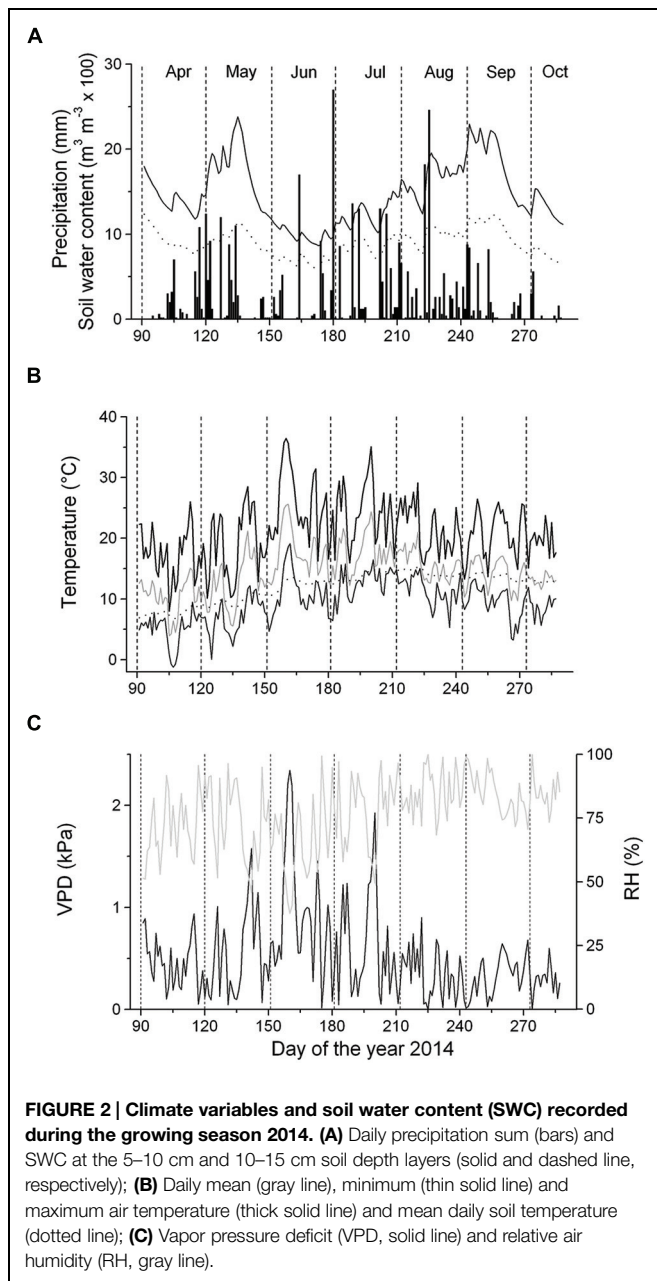 A
Precipitation (mm)
Soil water content (m³ m⁻³ x 100)
30
20
10
0
Apr May Jun Jul Aug Sep Oct
90 120 150 180 210 240 270
B
Temperature (°C)
40
30
20
10
0
90 120 150 180 210 240 270
C
VPD (kPa)
2
1
0
100
75
50
25
0
RH (%)
90 120 150 180 210 240 270
Day of the year 2014
FIGURE 2 | Climate variables and soil water content (SWC) recorded
during the growing season 2014. (A) Daily precipitation sum (bars) and
SWC at the 5–10 cm and 10–15 cm soil depth layers (solid and dashed line,
respectively); (B) Daily mean (gray line), minimum (thin solid line) and
maximum air temperature (thick solid line) and mean daily soil temperature
(dotted line); (C) Vapor pressure deficit (VPD, solid line) and relative air
humidity (RH, gray line).